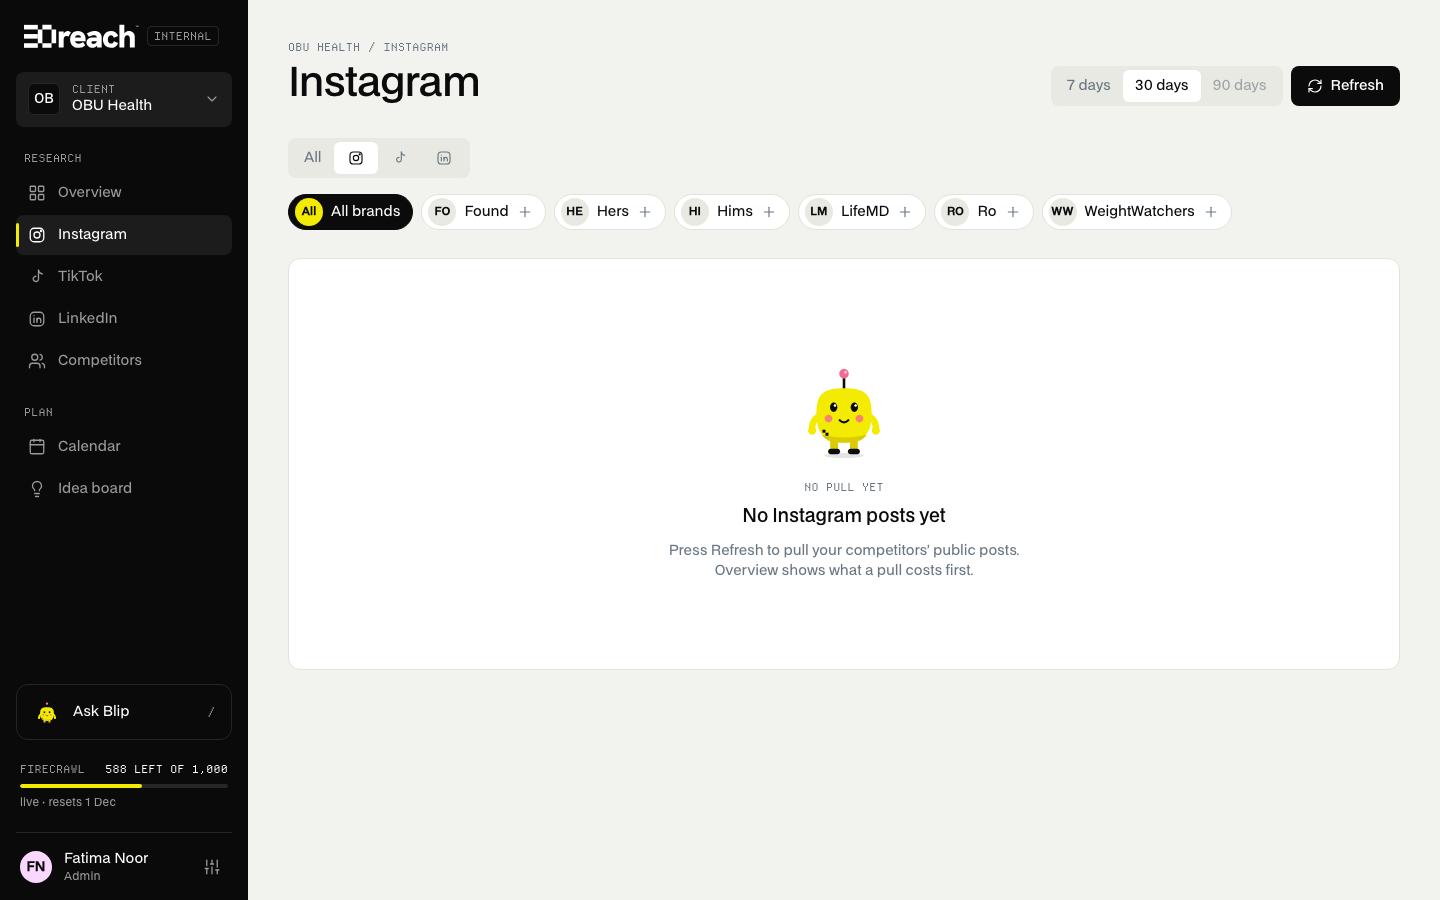 reach
INTERNAL
OB
CLIENT
OBU Health
RESEARCH
Overview
Instagram
TikTok
LinkedIn
Competitors
PLAN
Calendar
Idea board
Ask Blip
/
FIRECRAWL
588 LEFT OF 1,000
live · resets 1 Dec
FN
Fatima Noor
Admin
OBU HEALTH / INSTAGRAM
Instagram
7 days
30 days
90 days
Refresh
All
All All brands
FO Found +
HE Hers +
HI Hims +
LM LifeMD +
RO Ro +
WW WeightWatchers +
NO PULL YET
No Instagram posts yet
Press Refresh to pull your competitors’ public posts.
Overview shows what a pull costs first.